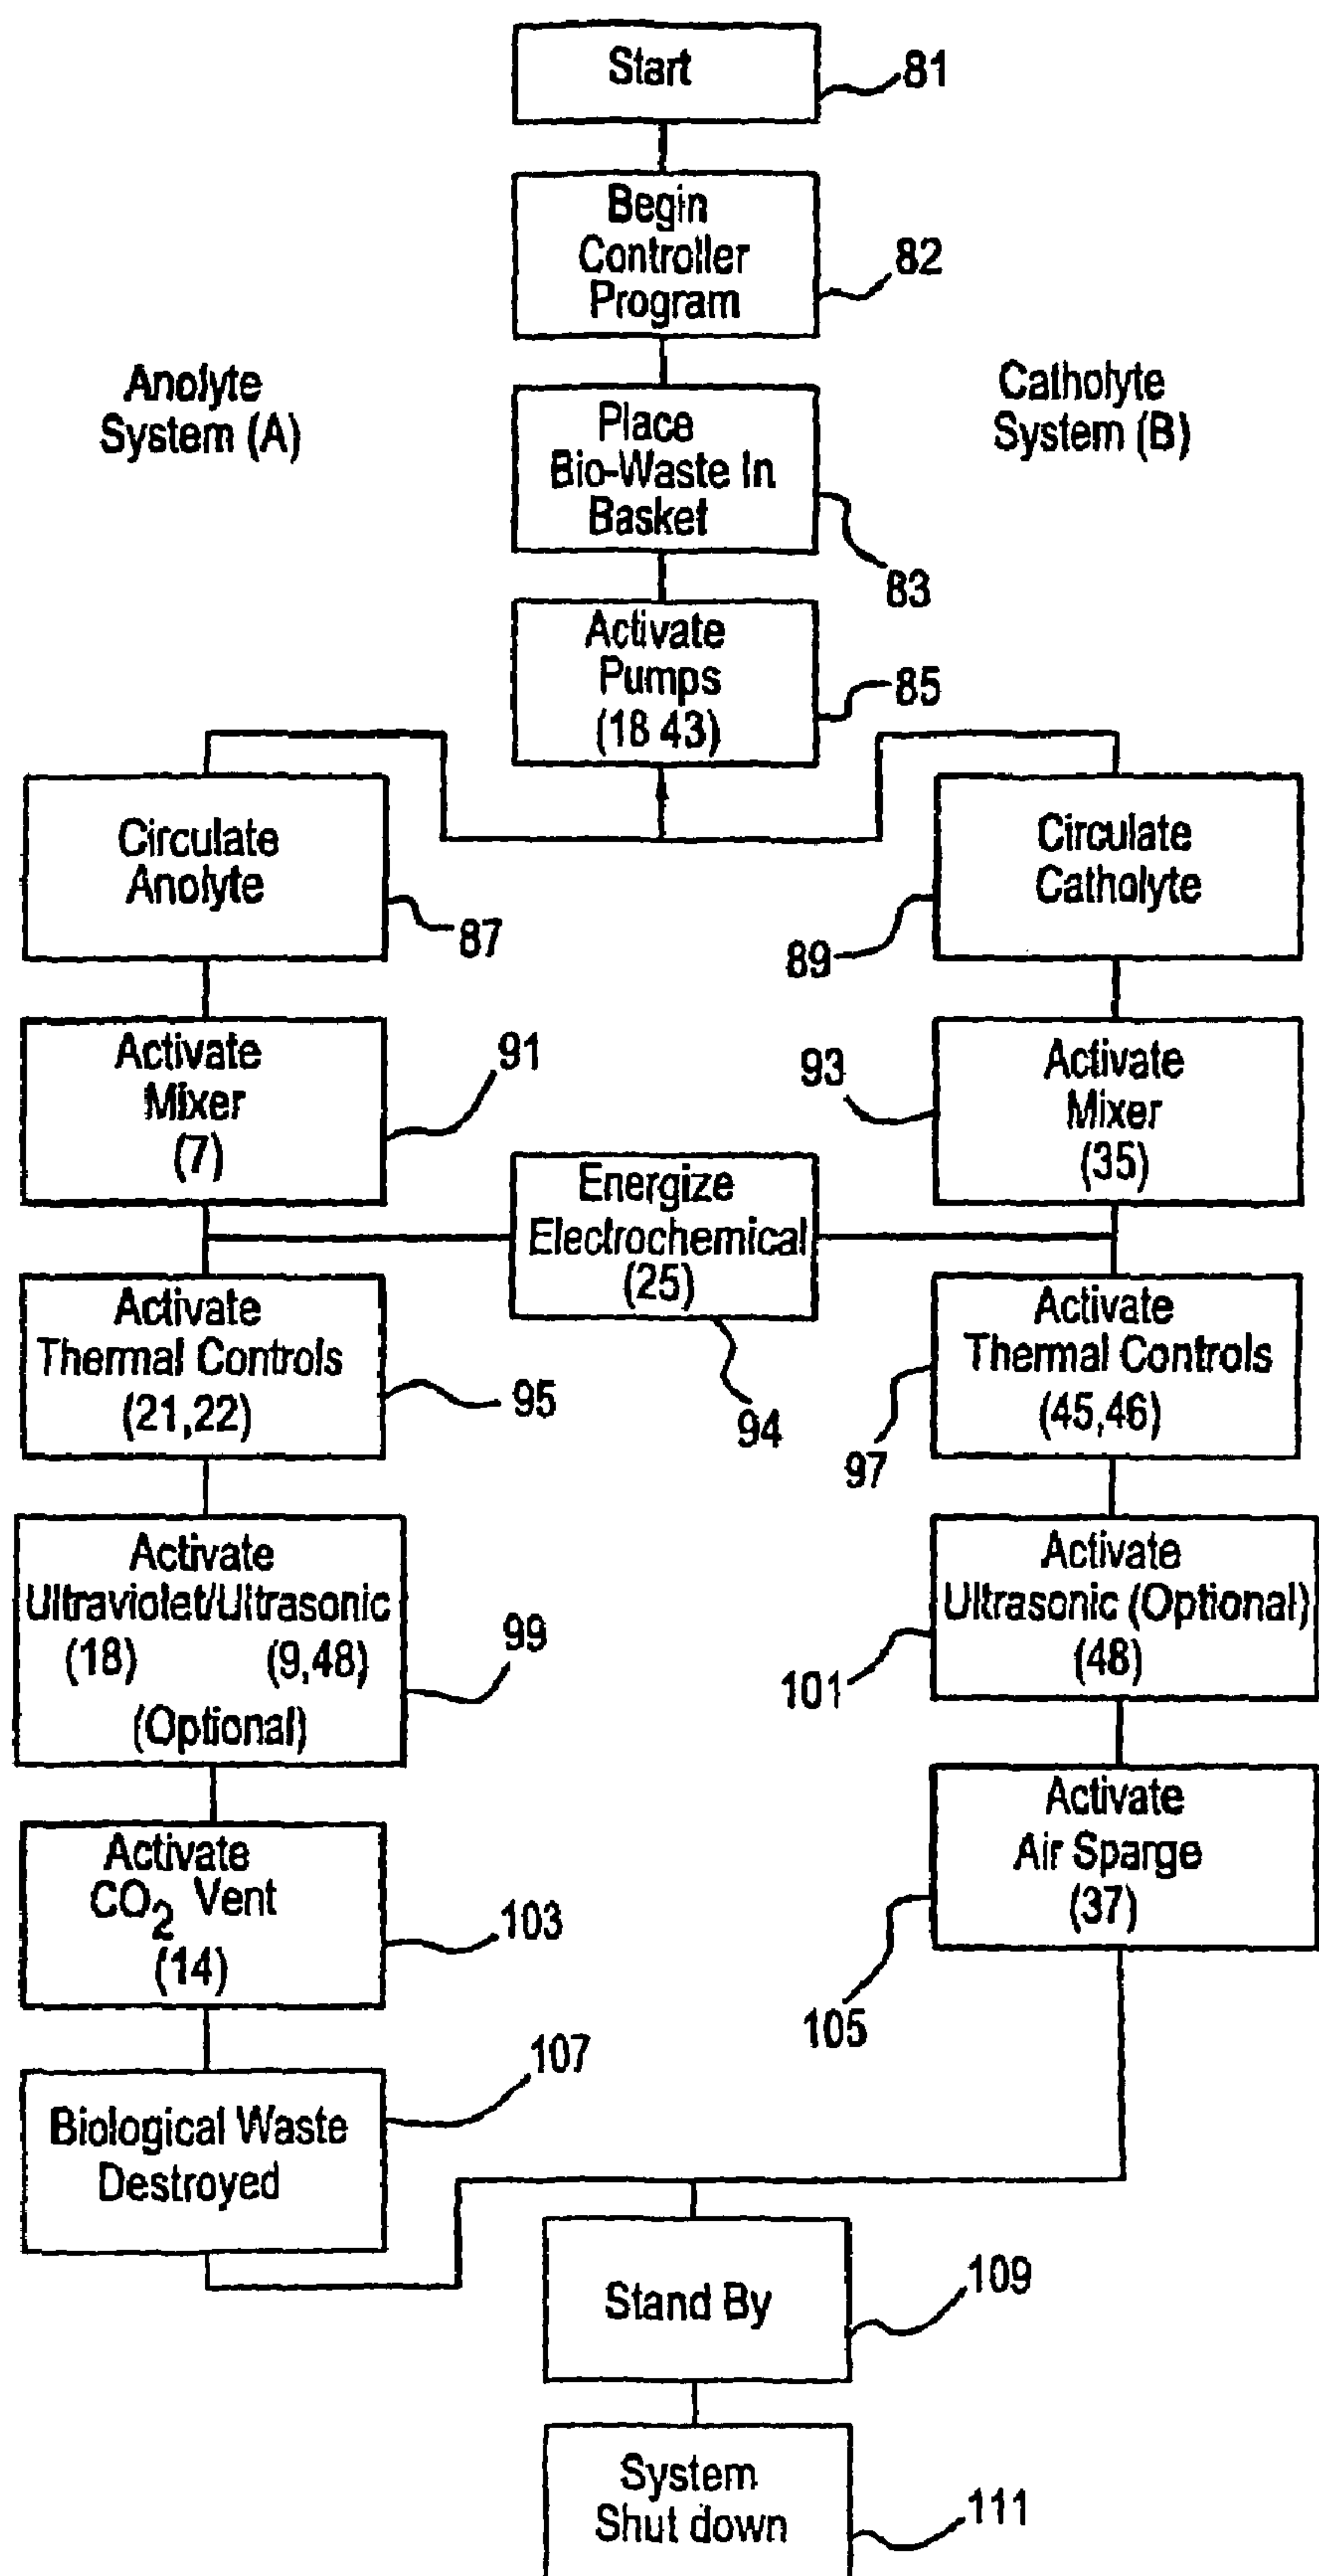 Start
81
Begin
Controller
Program
82
Anolyte
System (A)
Catholyte
System (B)
Place
Bio-Waste In
Basket
83
Activate
Pumps
(18 43)
85
Circulate
Anolyte
87
Circulate
Catholyte
89
Activate
Mixer
(7)
91
93
Activate
Mixer
(35)
Energize
Electrochemical
(25)
94
Activate
Thermal Controls
(21,22)
95
Activate
Thermal Controls
(45,46)
97
Activate
Ultraviolet/Ultrasonic
(18) (9,48)
(Optional)
99
Activate
Ultrasonic (Optional)
(48)
101
Activate
CO2 Vent
(14)
103
Activate
Air Sparge
(37)
105
Biological Waste
Destroyed
107
Stand By
109
System
Shut down
111